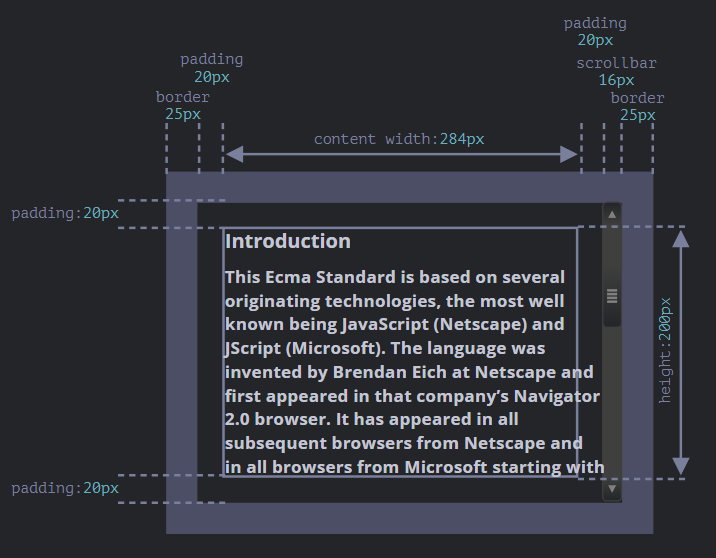 padding
20px
padding
20px
scrollbar
16px
border
25px
border
25px
content width:284px
padding:20px
Introduction
This Ecma Standard is based on several
originating technologies, the most well
known being JavaScript (Netscape) and
JScript (Microsoft). The language was
invented by Brendan Eich at Netscape and
first appeared in that company’s Navigator
2.0 browser. It has appeared in all
subsequent browsers from Netscape and
in all browsers from Microsoft starting with
height:200px
padding:20px